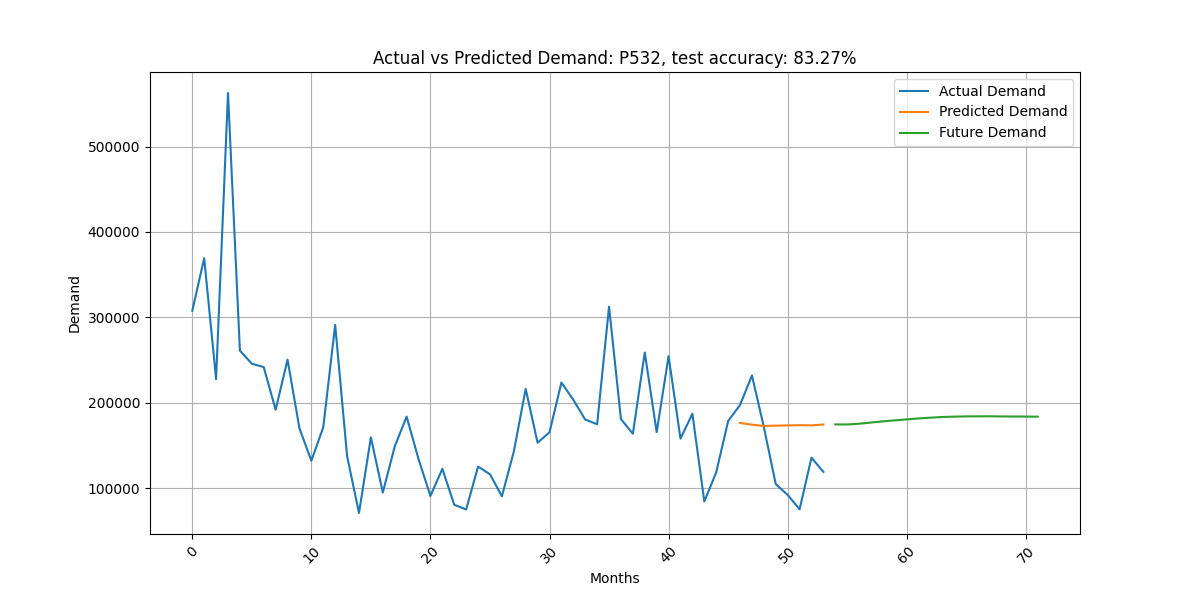 Actual vs Predicted Demand: P532, test accuracy: 83.27%
Actual Demand
Predicted Demand
Future Demand
Demand
500000
400000
300000
200000
100000
0
10
20
30
40
50
60
70
Months